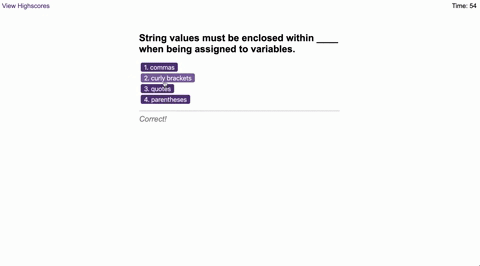 View Highscores
Time: 54
String values must be enclosed within ____
when being assigned to variables.
1. commas
2. curly brackets
3. quotes
4. parentheses
Correct!